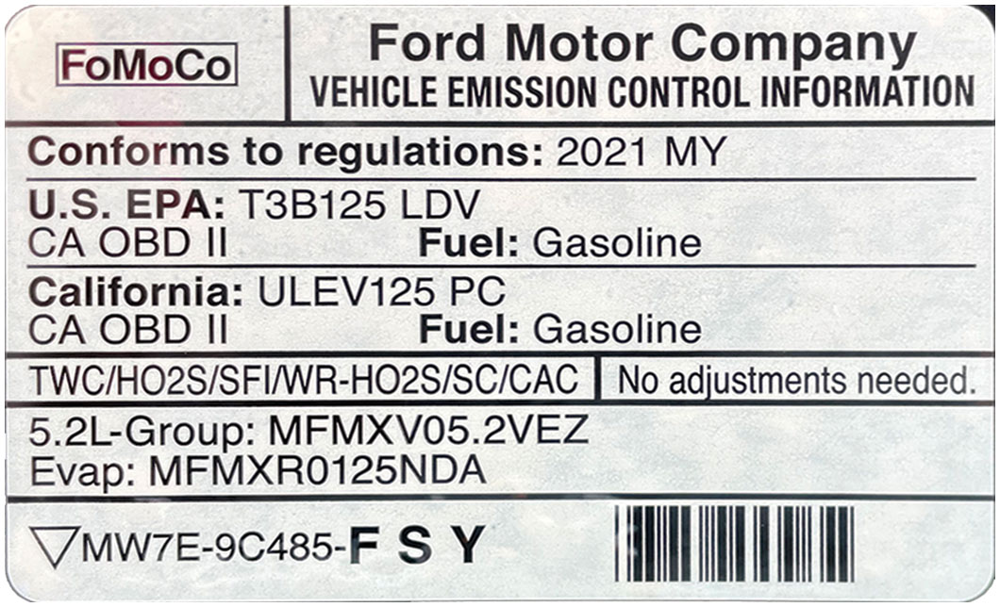 FoMoCo
Ford Motor Company
VEHICLE EMISSION CONTROL INFORMATION
Conforms to regulations: 2021 MY
U.S. EPA: T3B125 LDV
CA OBD II Fuel: Gasoline
California: ULEV125 PC
CA OBD II Fuel: Gasoline
TWC/HO2S/SFI/WR-HO2S/SC/CAC No adjustments needed.
5.2L-Group: MFMXV05.2VEZ
Evap: MFMXR0125NDA
MW7E-9C485-F S Y